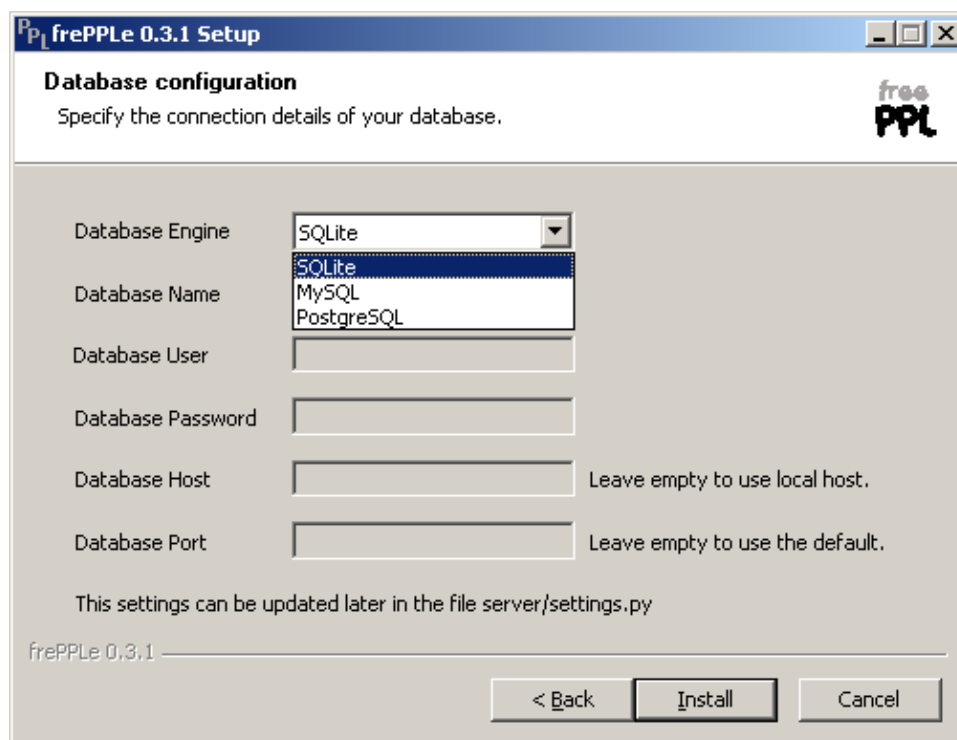 PPL frePPLe 0.3.1 Setup
Database configuration
Specify the connection details of your database.
free
PPL
Database Engine SQLite
SQLite
MySQL
PostgreSQL
Database Name
Database User
Database Password
Database Host Leave empty to use local host.
Database Port Leave empty to use the default.
This settings can be updated later in the file server/settings.py
frePPLe 0.3.1
< Back Install Cancel